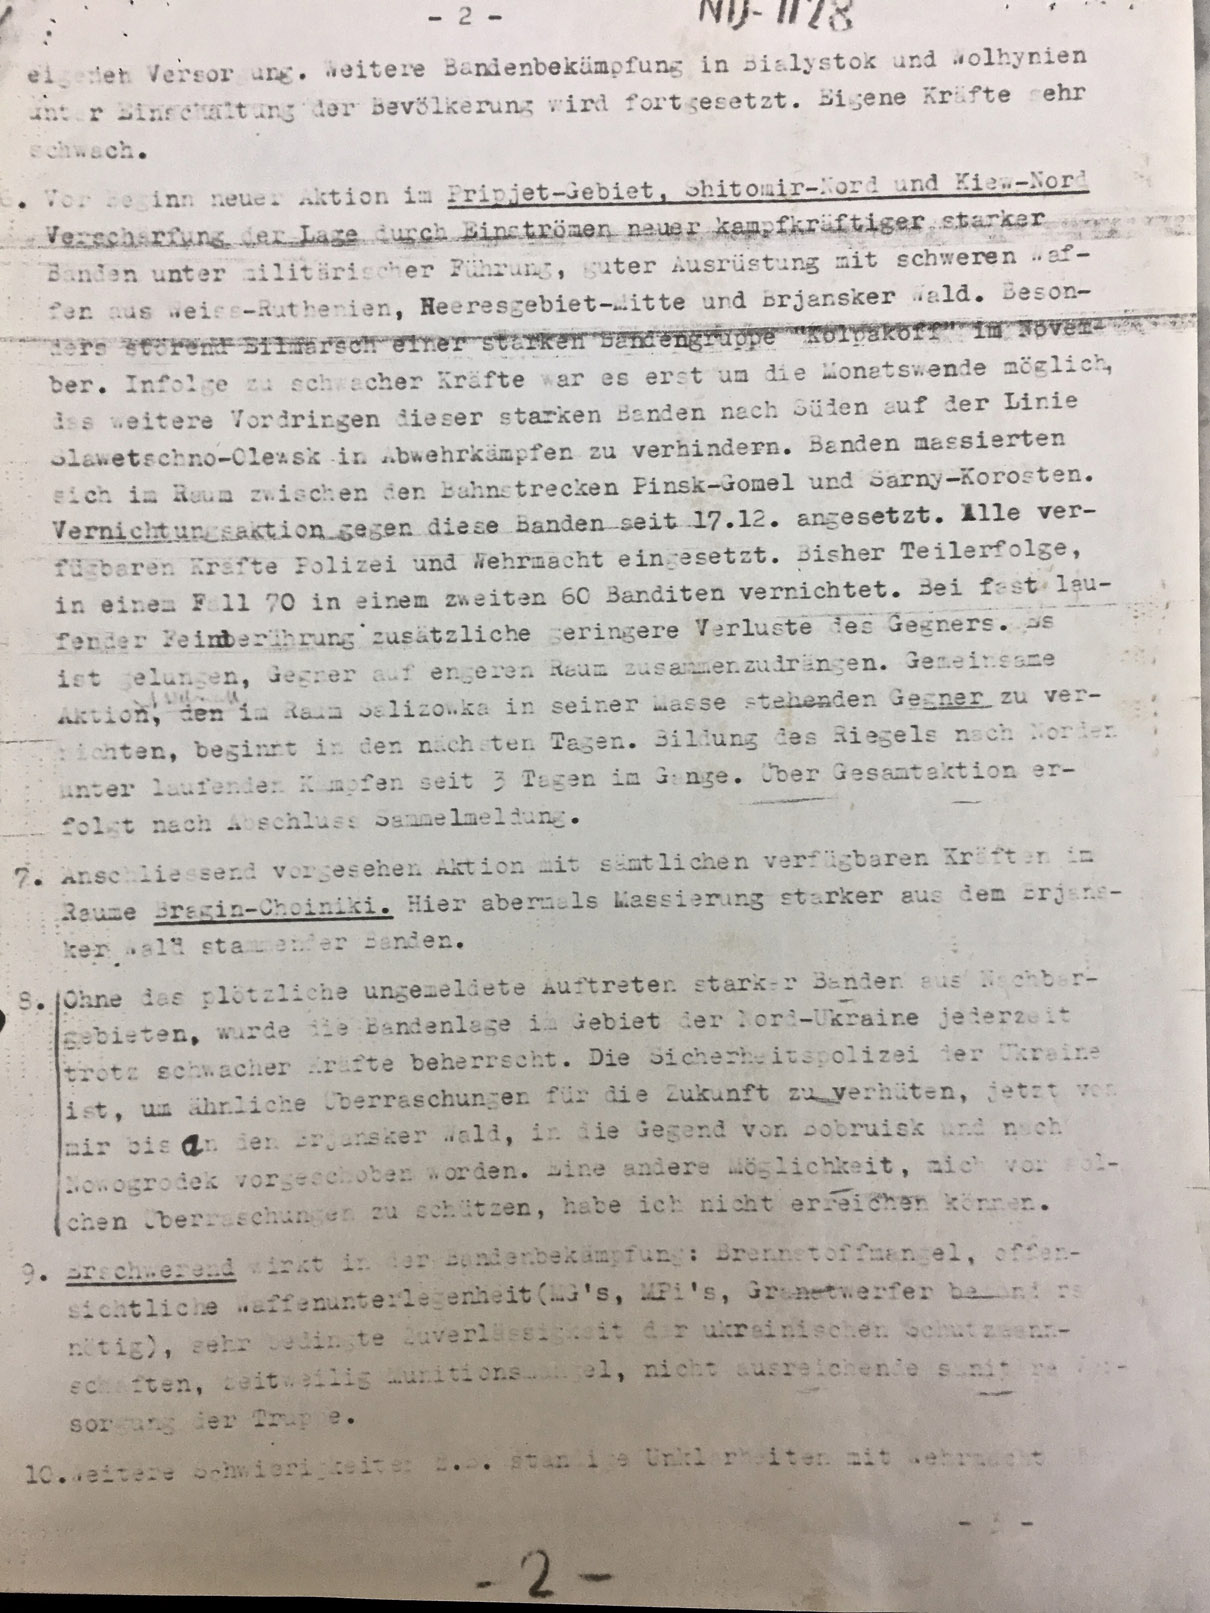 - 2 -
eigenen Versorgung. Weitere Bandenbekämpfung in Bialystok und Wolhynien
unter Einschaltung der Bevölkerung wird fortgesetzt. Eigene Kräfte sehr
schwach.
6. Vor Beginn neuer Aktion im Pripjet-Gebiet, Shitomir-Nord und Kiew-Nord
Verschärfung der Lage durch Einströmen neuer kampfkräftiger starker
Banden unter militärischer Führung, guter Ausrüstung mit schweren Waf-
fen aus Weiss-Ruthenien, Heeresgebiet-Mitte und Brjansker Wald. Beson-
ders störend Eilmarsch einer starken Bandengruppe "Kolpakoff" im Novem-
ber. Infolge zu schwacher Kräfte war es erst um die Monatswende möglich,
das weitere Vordringen dieser starken Banden nach Süden auf der Linie
Slawetschno-Olewsk in Abwehrkämpfen zu verhindern. Banden massierten
sich im Raum zwischen den Bahnstrecken Pinsk-Gomel und Sarny-Korosten.
Vernichtungsaktion gegen diese Banden seit 17.12. angesetzt. Alle ver-
fügbaren Kräfte Polizei und Wehrmacht eingesetzt. Bisher Teilerfolge,
in einem Fall 70 in einem zweiten 60 Banditen vernichtet. Bei fast lau-
fender Feinberührung zusätzliche geringere Verluste des Gegners. Es
ist gelungen, Gegner auf engeren Raum zusammenzudrängen. Gemeinsame
Aktion, den im Raum Salizowka in seiner Masse stehenden Gegner zu ver-
nichten, beginnt in den nächsten Tagen. Bildung des Riegels nach Norden
unter laufenden Kämpfen seit 3 Tagen im Gange. Über Gesamtaktion er-
folgt nach Abschluss Sammelmeldung.
7. Anschliessend vorgesehen Aktion mit sämtlichen verfügbaren Kräften im
Raume Bragin-Choiniki. Hier abermals Massierung starker aus dem Brjans-
ker Wald stammender Banden.
8. Ohne das plötzliche ungemeldete Auftreten starker Banden aus Nachbar-
gebieten, wurde die Bandenlage im Gebiet der Nord-Ukraine jederzeit
trotz schwacher Kräfte beherrscht. Die Sicherheitspolizei der Ukraine
ist, um ähnliche Überraschungen für die Zukunft zu verhüten, jetzt von
mir bis an den Brjansker Wald, in die Gegend von Bobruisk und nach
Nowogrodek vorgeschoben worden. Eine andere Möglichkeit, mich vor sol-
chen Überraschungen zu schützen, habe ich nicht erreichen können.
9. Erschwerend wirkt in der Bandenbekämpfung: Brennstoffmangel, offen-
sichtliche Waffenunterlegenheit(MG's, MPi's, Granatwerfer besonders
nötig), sehr bedingte Zuverlässigkeit der ukrainischen Schutzmann-
schaften, zeitweilig Munitionsmangel, nicht ausreichende sanitäre Ver-
sorgung der Truppe.
10.Weitere Schwierigkeiten z.B. ständige Unklarheiten mit Wehrmacht
- 2 -